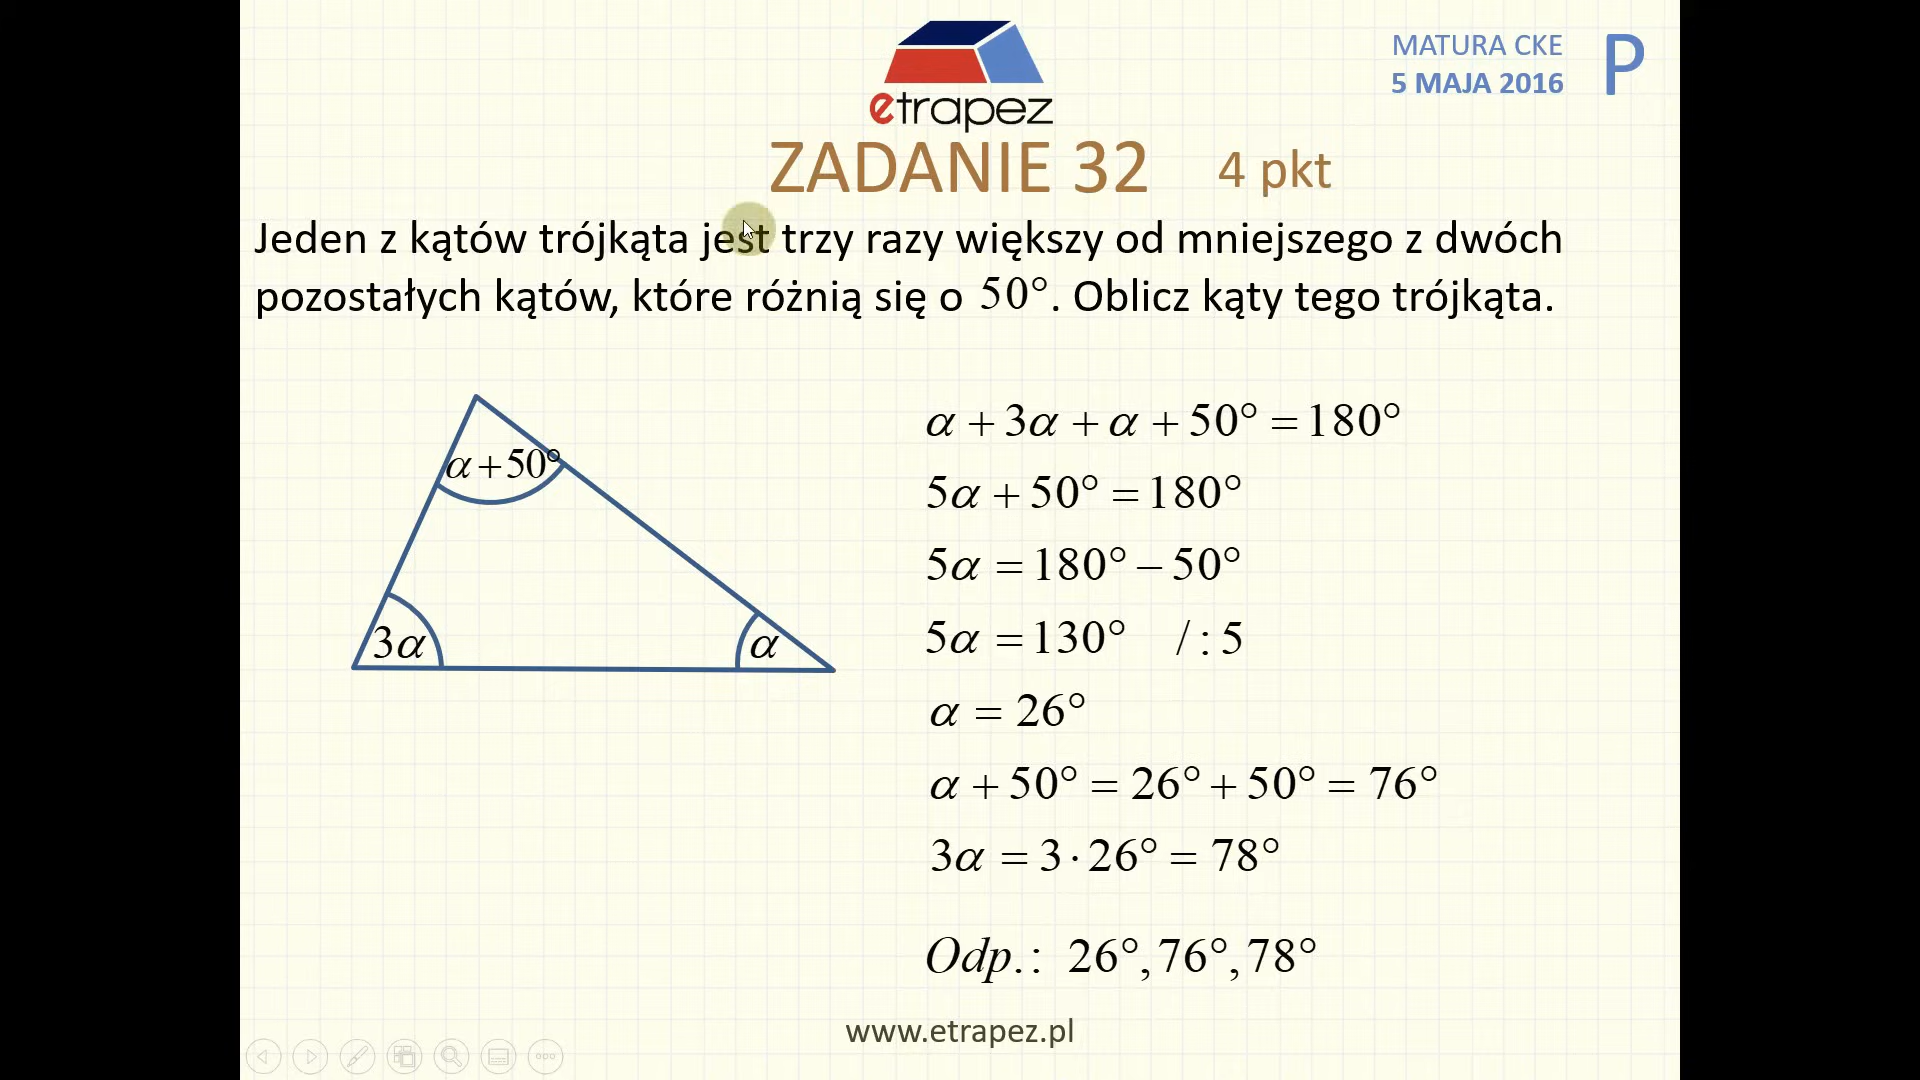 MATURA CKE
5 MAJA 2016
P
etrapez
ZADANIE 32 4 pkt
Jeden z kątów trójkąta jest trzy razy większy od mniejszego z dwóch
pozostałych kątów, które różnią się o 50°. Oblicz kąty tego trójkąta.
α+50°
3α
α
α + 3α + α + 50° = 180°
5α + 50° = 180°
5α = 180° − 50°
5α = 130° / : 5
α = 26°
α + 50° = 26° + 50° = 76°
3α = 3 · 26° = 78°
Odp.: 26°, 76°, 78°
www.etrapez.pl